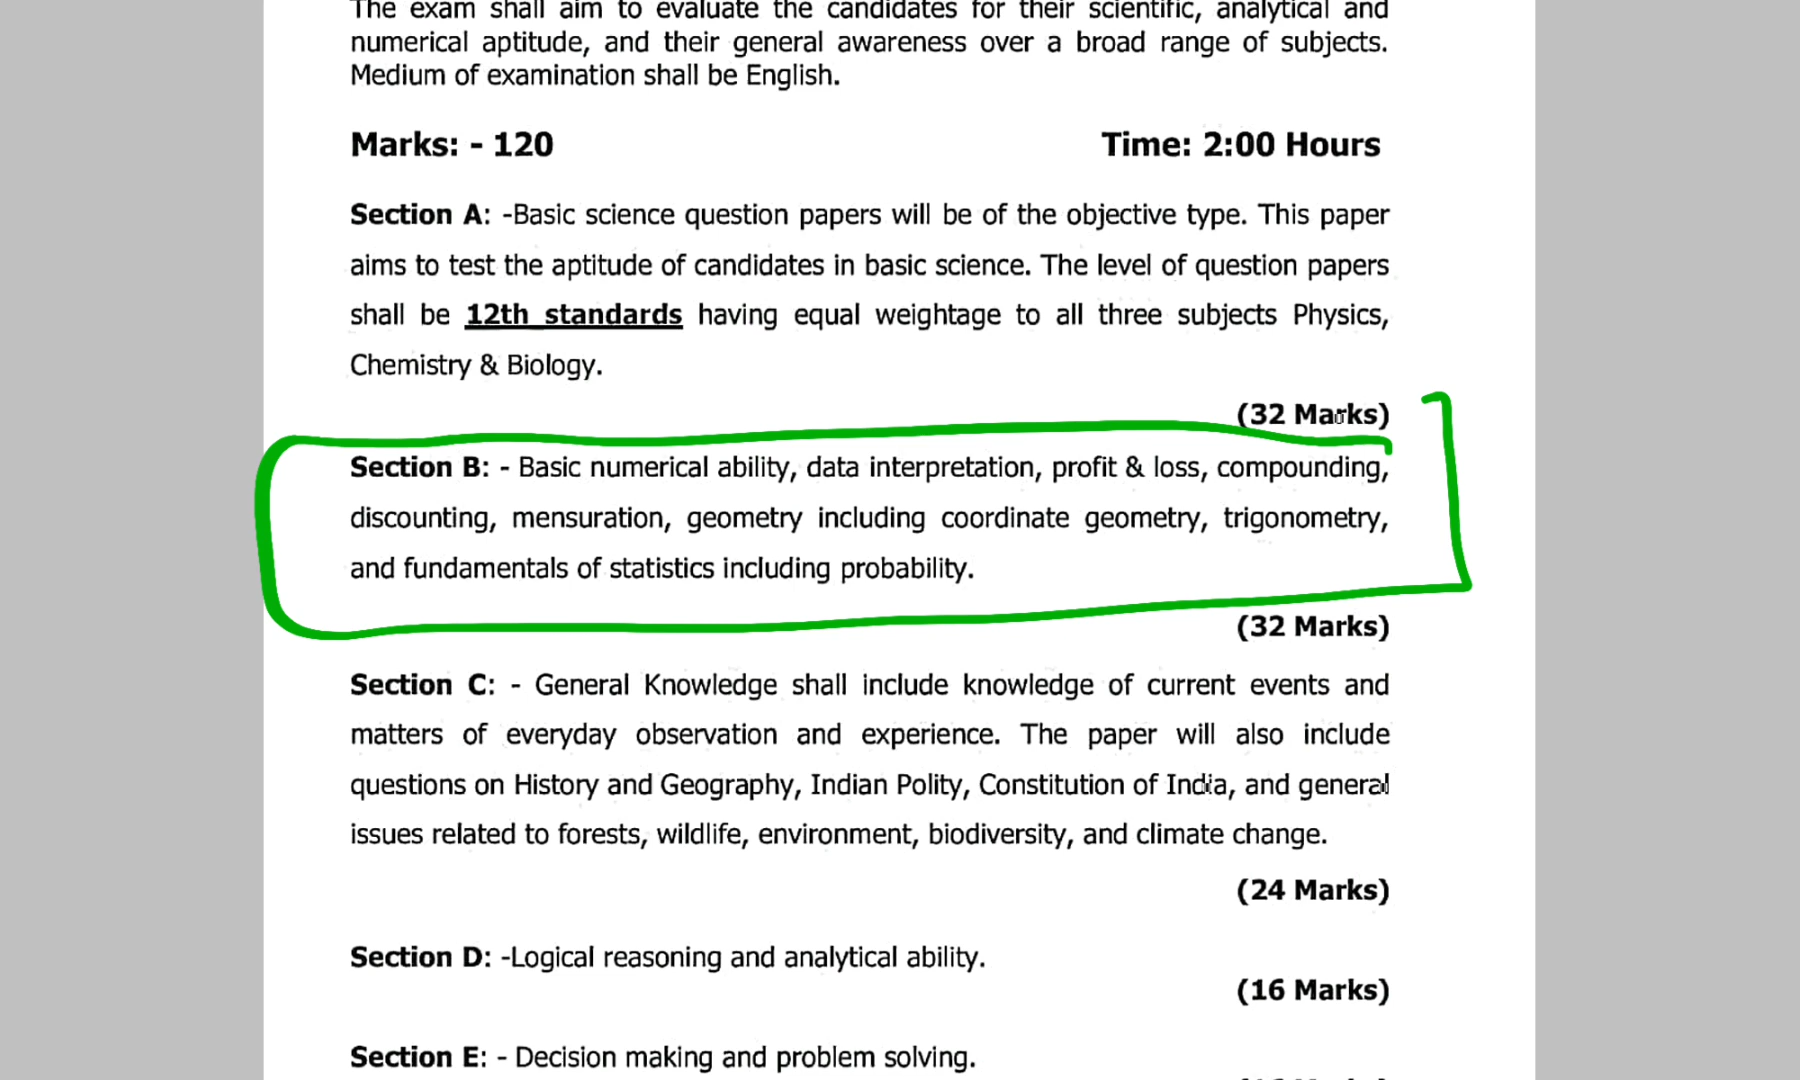 The exam shall aim to evaluate the candidates for their scientific, analytical and
numerical aptitude, and their general awareness over a broad range of subjects.
Medium of examination shall be English.
Marks: - 120 Time: 2:00 Hours
Section A: -Basic science question papers will be of the objective type. This paper
aims to test the aptitude of candidates in basic science. The level of question papers
shall be 12th standards having equal weightage to all three subjects Physics,
Chemistry & Biology.
(32 Marks)
Section B: - Basic numerical ability, data interpretation, profit & loss, compounding,
discounting, mensuration, geometry including coordinate geometry, trigonometry,
and fundamentals of statistics including probability.
(32 Marks)
Section C: - General Knowledge shall include knowledge of current events and
matters of everyday observation and experience. The paper will also include
questions on History and Geography, Indian Polity, Constitution of India, and general
issues related to forests, wildlife, environment, biodiversity, and climate change.
(24 Marks)
Section D: -Logical reasoning and analytical ability.
(16 Marks)
Section E: - Decision making and problem solving.